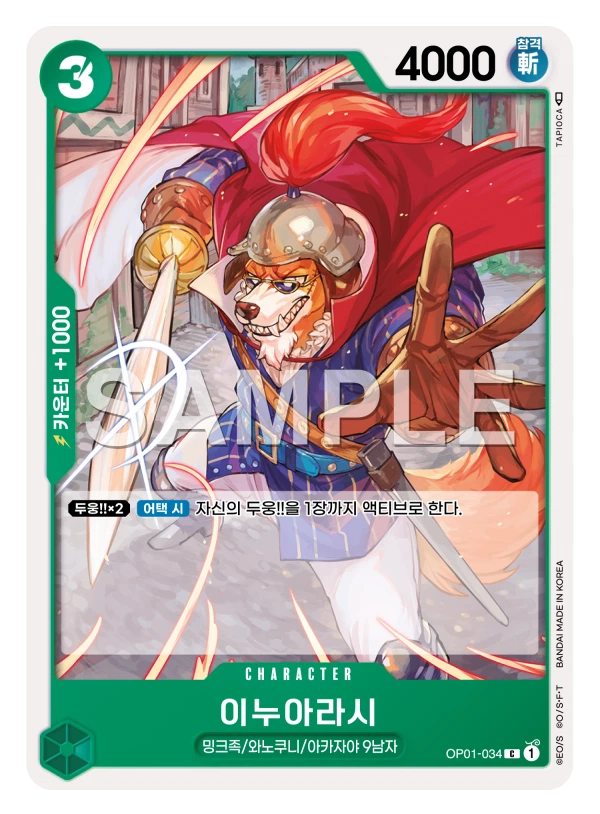 3
4000
참격
斬
TAPIOCA
카운터 +1000
SAMPLE
두웅!!×2 어택 시 자신의 두웅!!을 1장까지 액티브로 한다.
CHARACTER
이누아라시
밍크족/와노쿠니/아카자야 9남자
OP01-034 C 1
©EO/S ©O/S·F·T BANDAI MADE IN KOREA